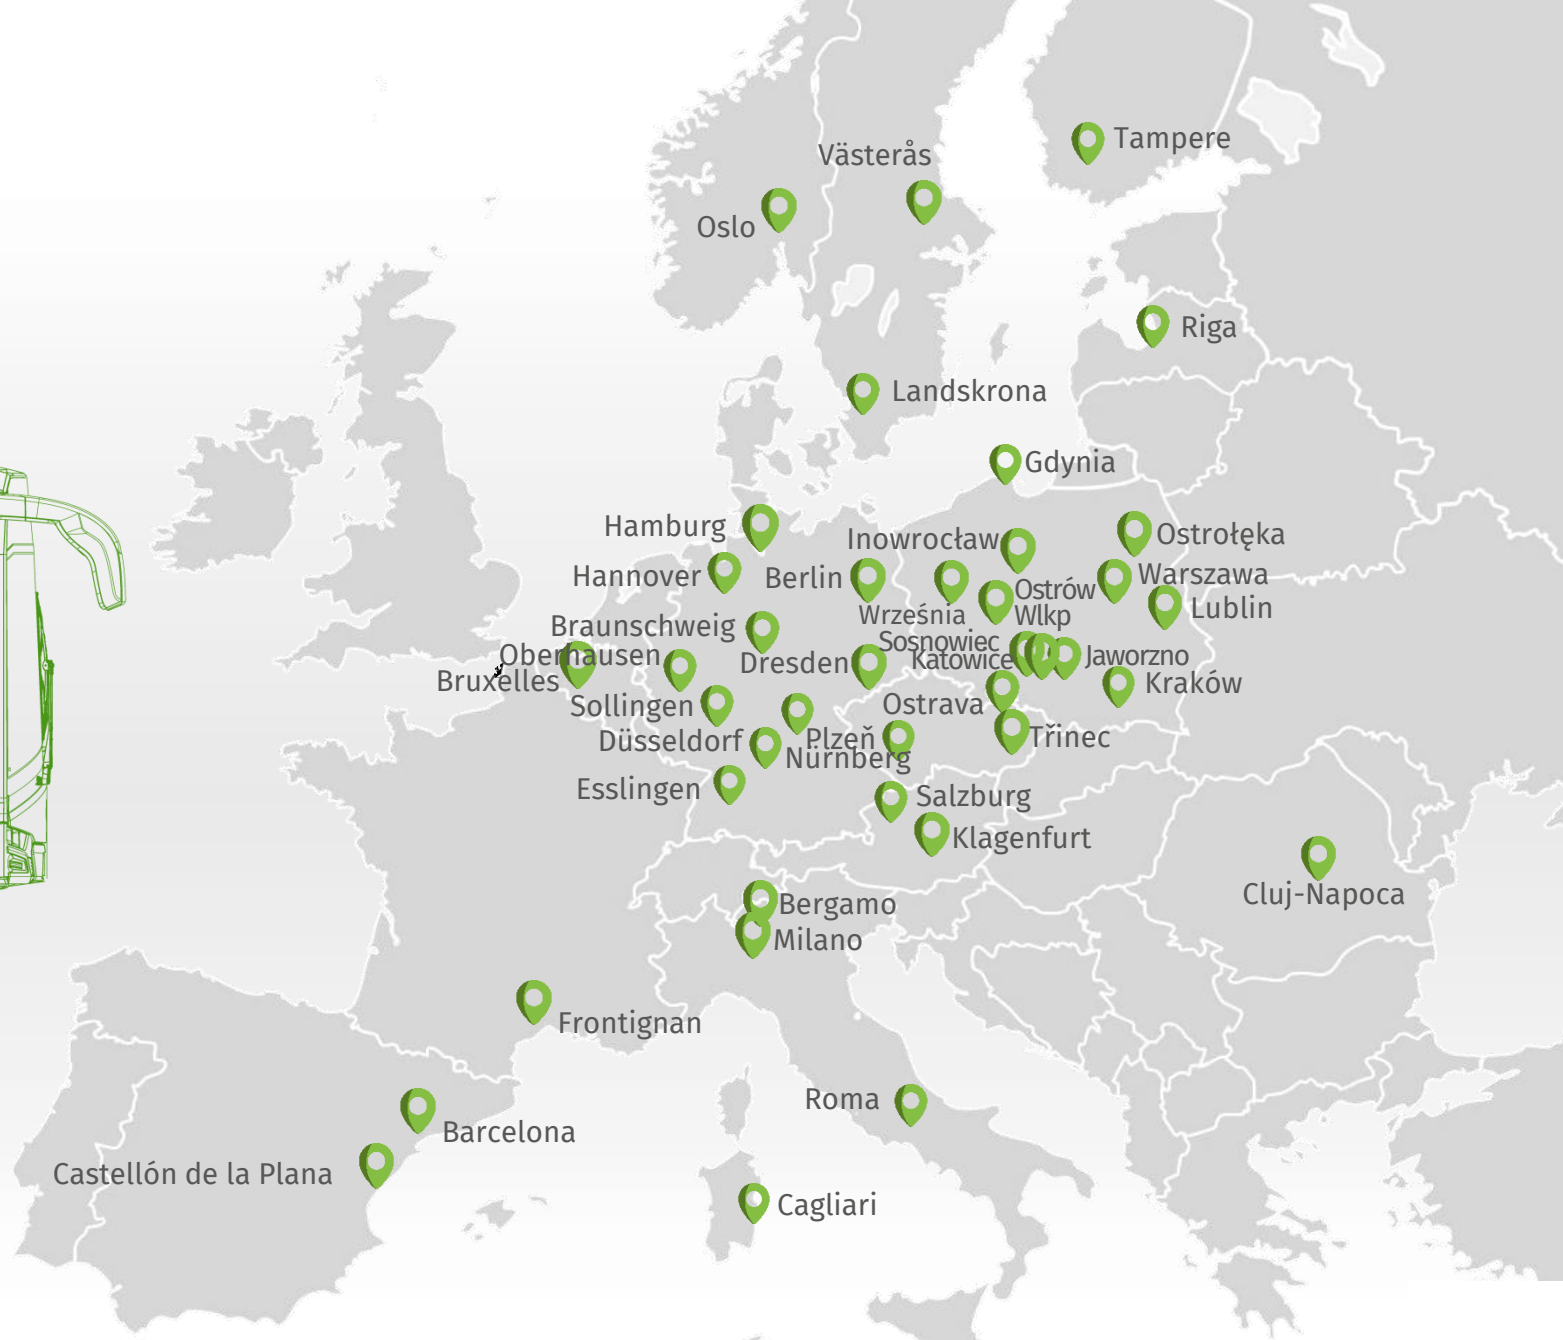 Tampere
Västerås
Oslo
Riga
Landskrona
Gdynia
Hamburg
Inowrocław
Ostrołęka
Hannover
Berlin
Warszawa
Ostrów
Wlkp
Lublin
Września
Braunschweig
Sosnowiec
Oberhausen
Dresden
Katowice
Jaworzno
Bruxelles
Kraków
Sollingen
Ostrava
Düsseldorf
Plzeň
Třinec
Nürnberg
Esslingen
Salzburg
Klagenfurt
Cluj-Napoca
Bergamo
Milano
Frontignan
Roma
Barcelona
Castellón de la Plana
Cagliari